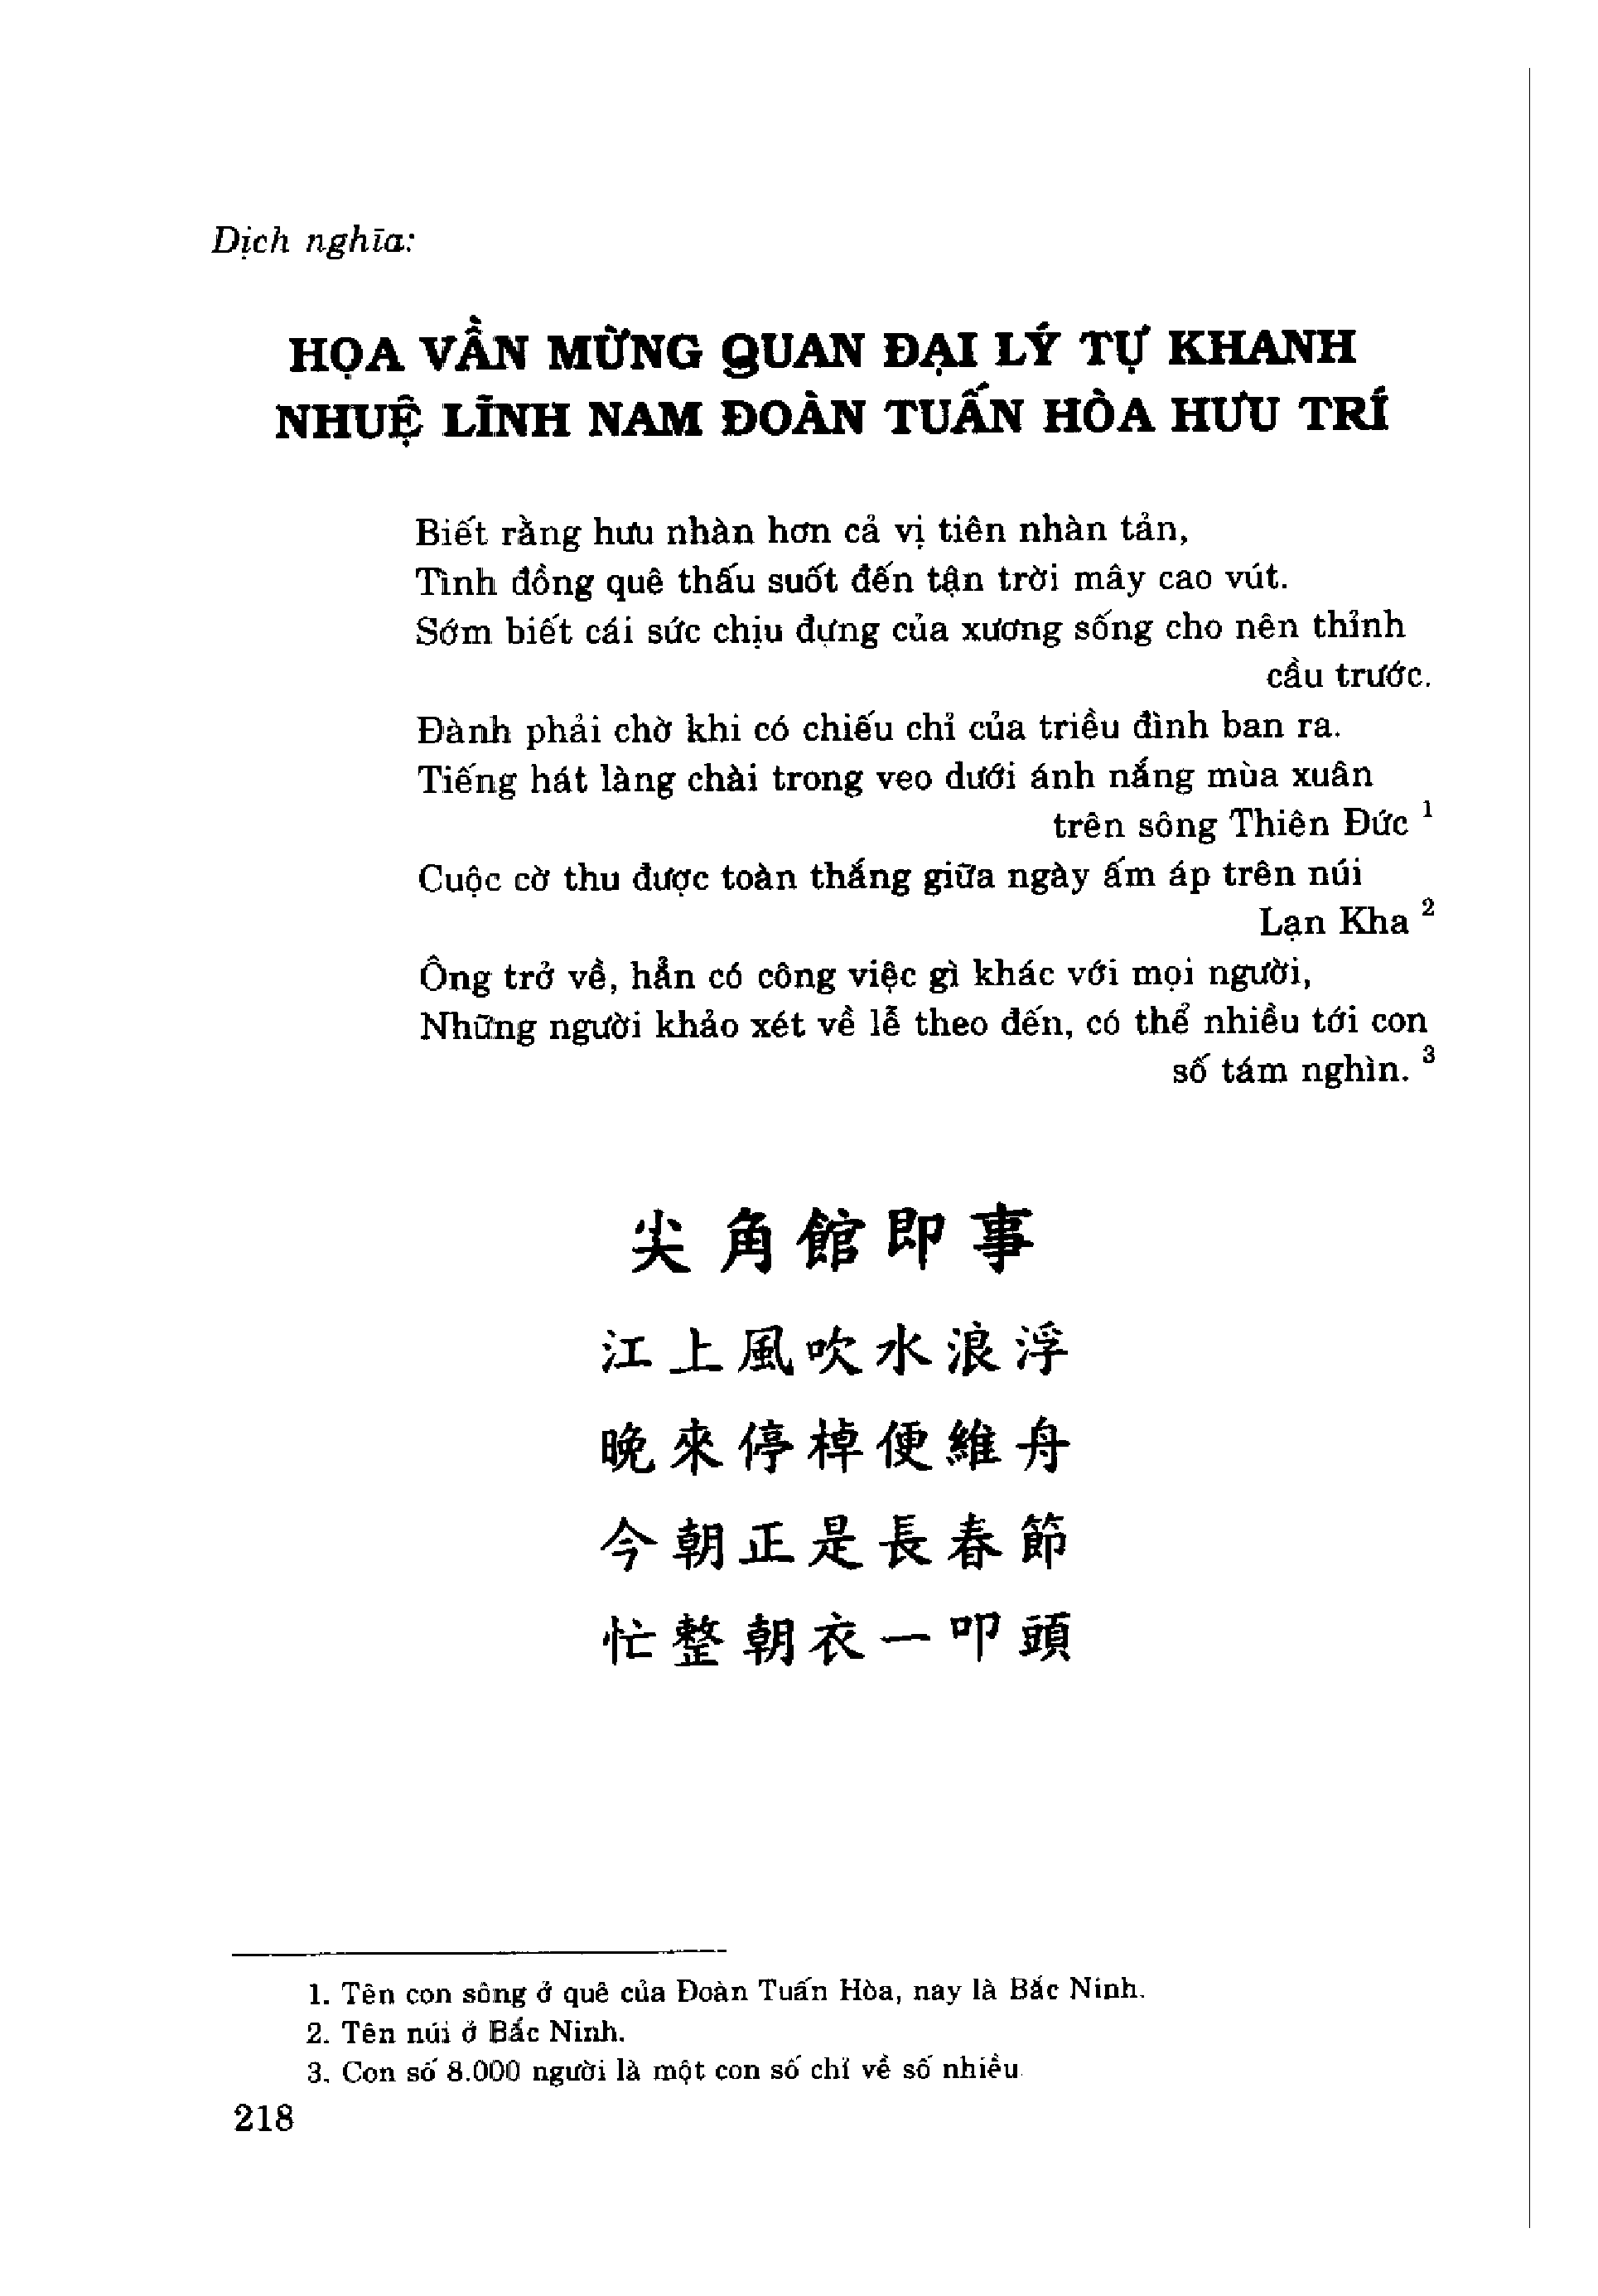 Dịch nghĩa:
HỌA VẦN MỪNG QUAN ĐẠI LÝ TỰ KHANH
NHUỆ LĨNH NAM ĐOÀN TUẤN HÒA HƯU TRÍ
Biết rằng hưu nhàn hơn cả vị tiên nhàn tản,
Tình đồng quê thấu suốt đến tận trời mây cao vút.
Sớm biết cái sức chịu đựng của xương sống cho nên thỉnh
cầu trước.
Đành phải chờ khi có chiếu chỉ của triều đình ban ra.
Tiếng hát làng chài trong veo dưới ánh nắng mùa xuân
trên sông Thiên Đức 1
Cuộc cờ thu được toàn thắng giữa ngày ấm áp trên núi
Lạn Kha 2
Ông trở về, hẳn có công việc gì khác với mọi người,
Những người khảo xét về lễ theo đến, có thể nhiều tới con
số tám nghìn. 3
尖角館即事
江上風吹水浪浮
晚來停棹便維舟
今朝正是長春節
忙整朝衣一叩頭
1. Tên con sông ở quê của Đoàn Tuấn Hòa, nay là Bắc Ninh.
2. Tên núi ở Bắc Ninh.
3. Con số 8.000 người là một con số chỉ về số nhiều.
218